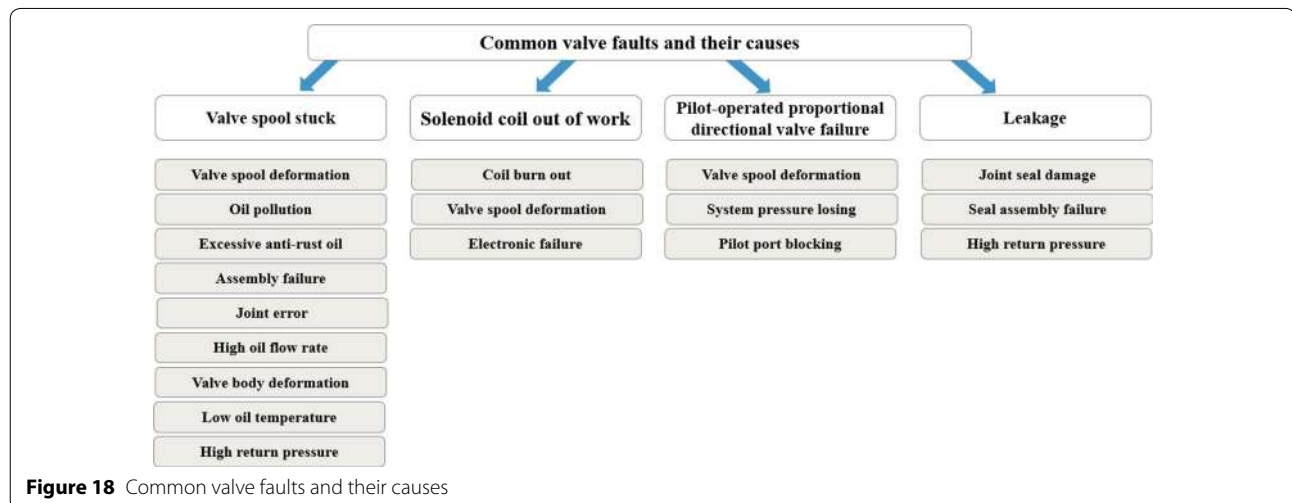 Common valve faults and their causes
Valve spool stuck
Valve spool deformation
Oil pollution
Excessive anti-rust oil
Assembly failure
Joint error
High oil flow rate
Valve body deformation
Low oil temperature
High return pressure
Solenoid coil out of work
Coil burn out
Valve spool deformation
Electronic failure
Pilot-operated proportional
directional valve failure
Valve spool deformation
System pressure losing
Pilot port blocking
Leakage
Joint seal damage
Seal assembly failure
High return pressure
Figure 18 Common valve faults and their causes